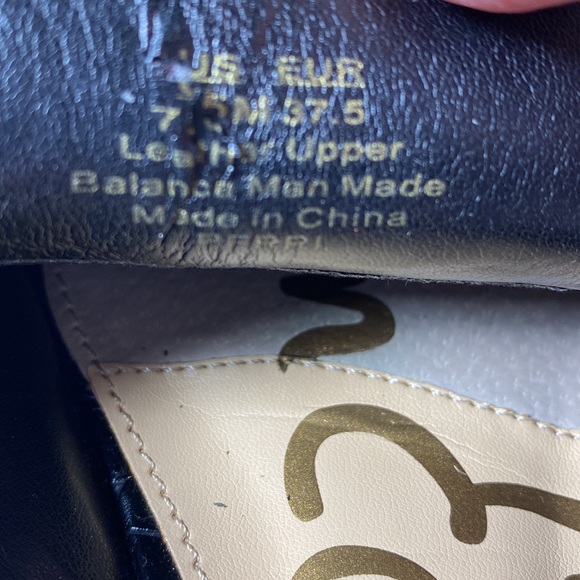 US EUR
7.5M 37.5
Leather Upper
Balance Man Made
Made in China